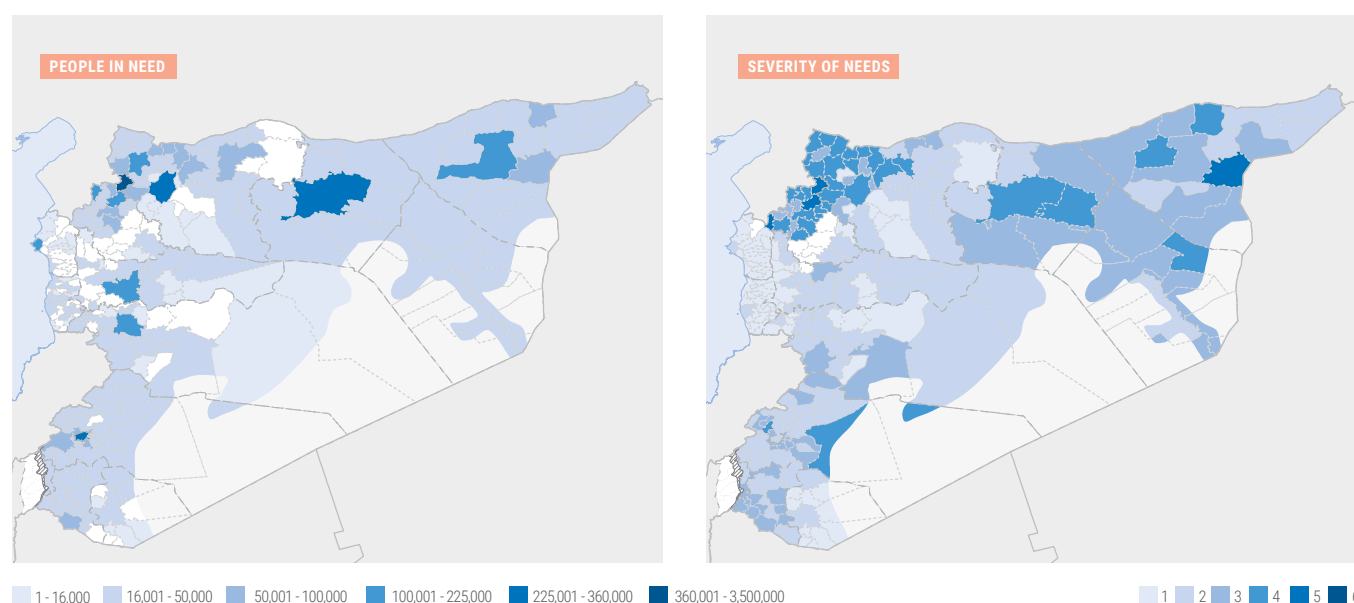 PEOPLE IN NEED
SEVERITY OF NEEDS
1 - 16,000 16,001 - 50,000 50,001 - 100,000 100,001 - 225,000 225,001 - 360,000 360,001 - 3,500,000
1 2 3 4 5